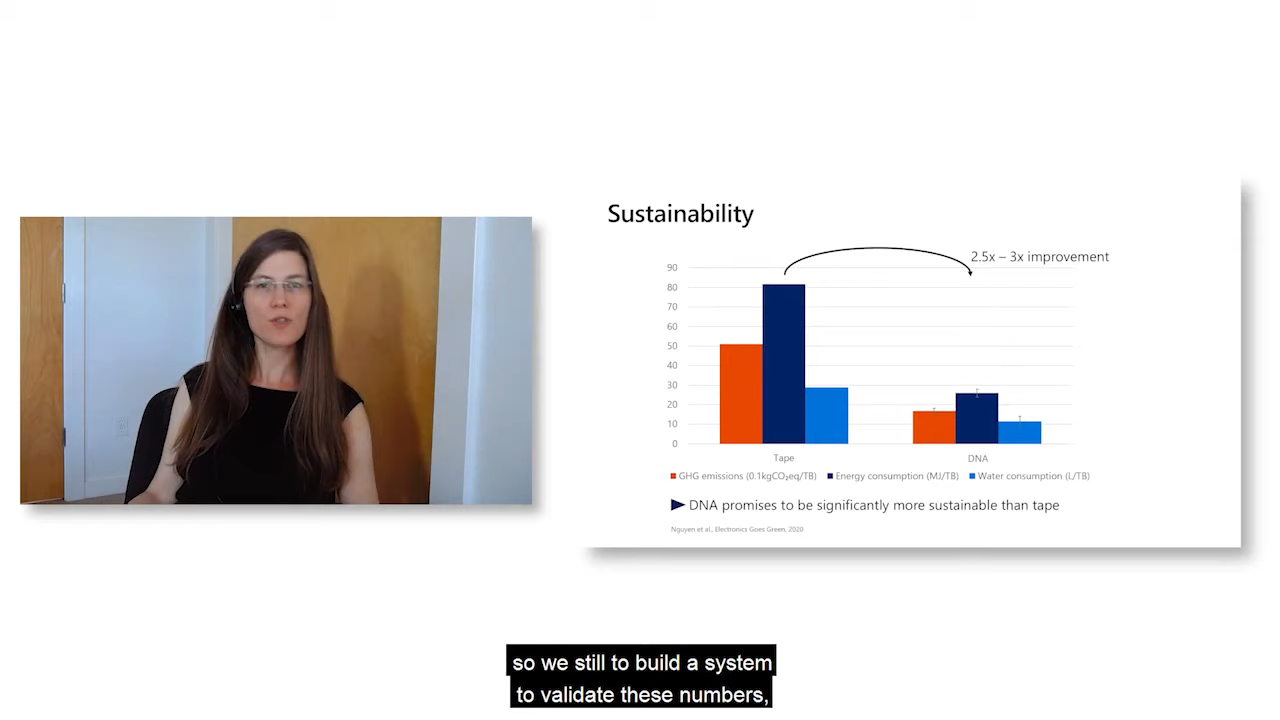 Sustainability
2.5x – 3x improvement
90
80
70
60
50
40
30
20
10
0
Tape
DNA
GHG emissions (0.1kgCO₂eq/TB) Energy consumption (MJ/TB) Water consumption (L/TB)
DNA promises to be significantly more sustainable than tape
Nguyen et al., Electronics Goes Green, 2020
so we still to build a system
to validate these numbers,